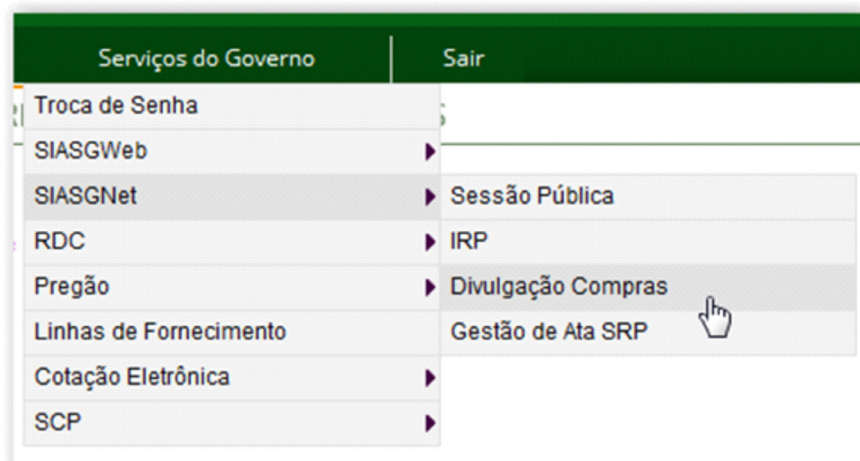 Serviços do Governo
Sair
Troca de Senha
SIASGWeb
SIASGNet
RDC
Pregão
Linhas de Fornecimento
Cotação Eletrônica
SCP
Sessão Pública
IRP
Divulgação Compras
Gestão de Ata SRP